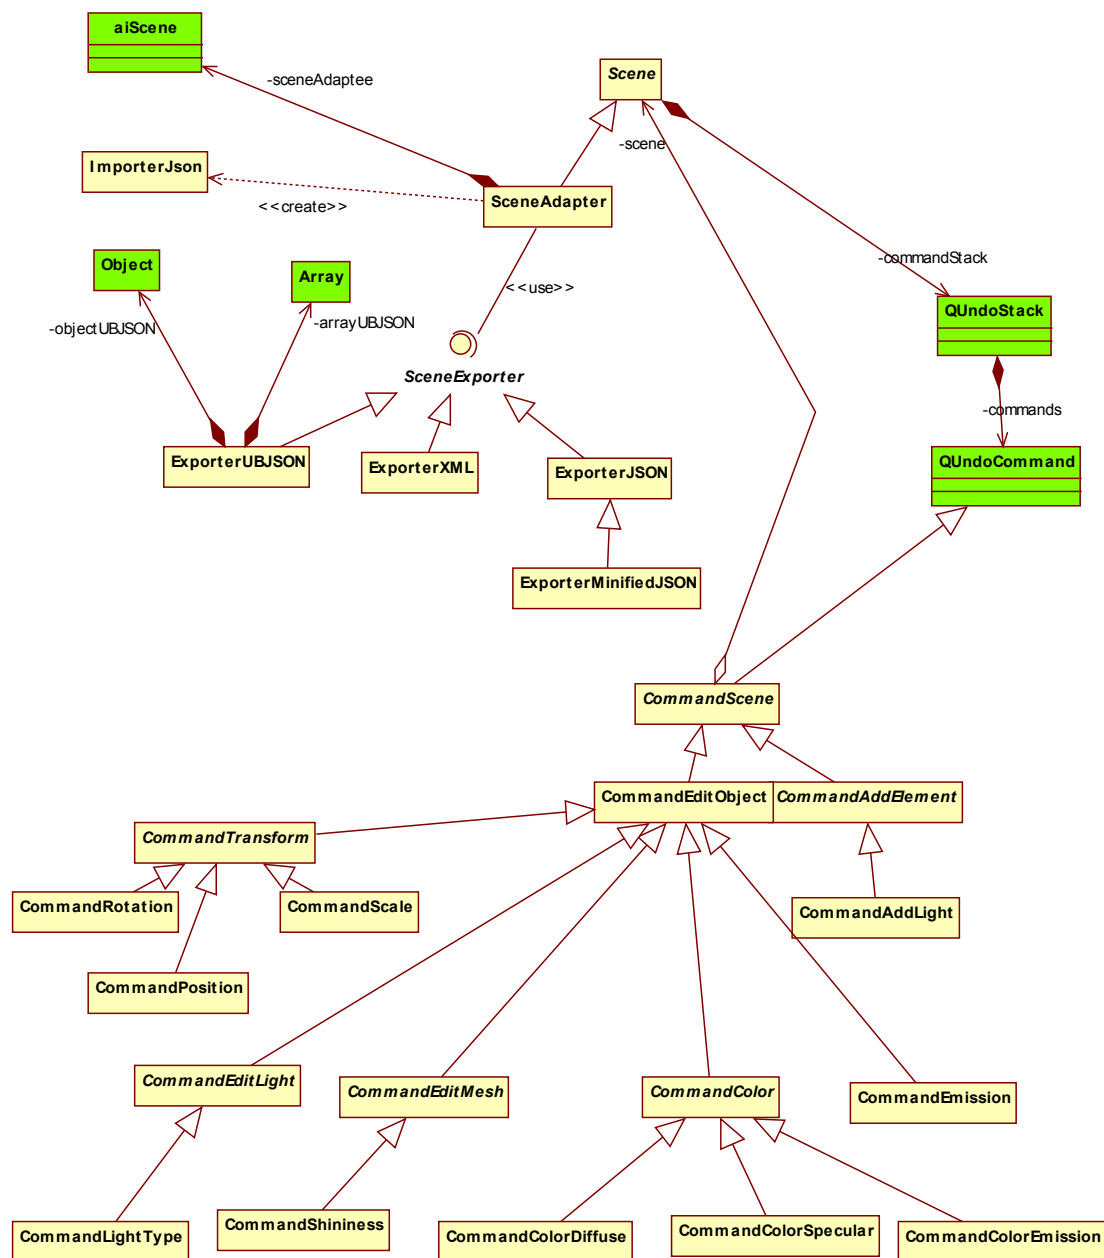 aiScene
Scene
-sceneAdaptee
-scene
ImporterJson
SceneAdapter
<<create>>
-commandStack
Object
Array
<<use>>
-objectUBJSON
-arrayUBJSON
QUndoStack
SceneExporter
-commands
ExporterUBJSON
ExporterXML
ExporterJSON
QUndoCommand
ExporterMinifiedJSON
CommandScene
CommandEditObject
CommandAddElement
CommandTransform
CommandRotation
CommandScale
CommandAddLight
CommandPosition
CommandEditLight
CommandEditMesh
CommandColor
CommandEmission
CommandLightType
CommandShininess
CommandColorDiffuse
CommandColorSpecular
CommandColorEmission